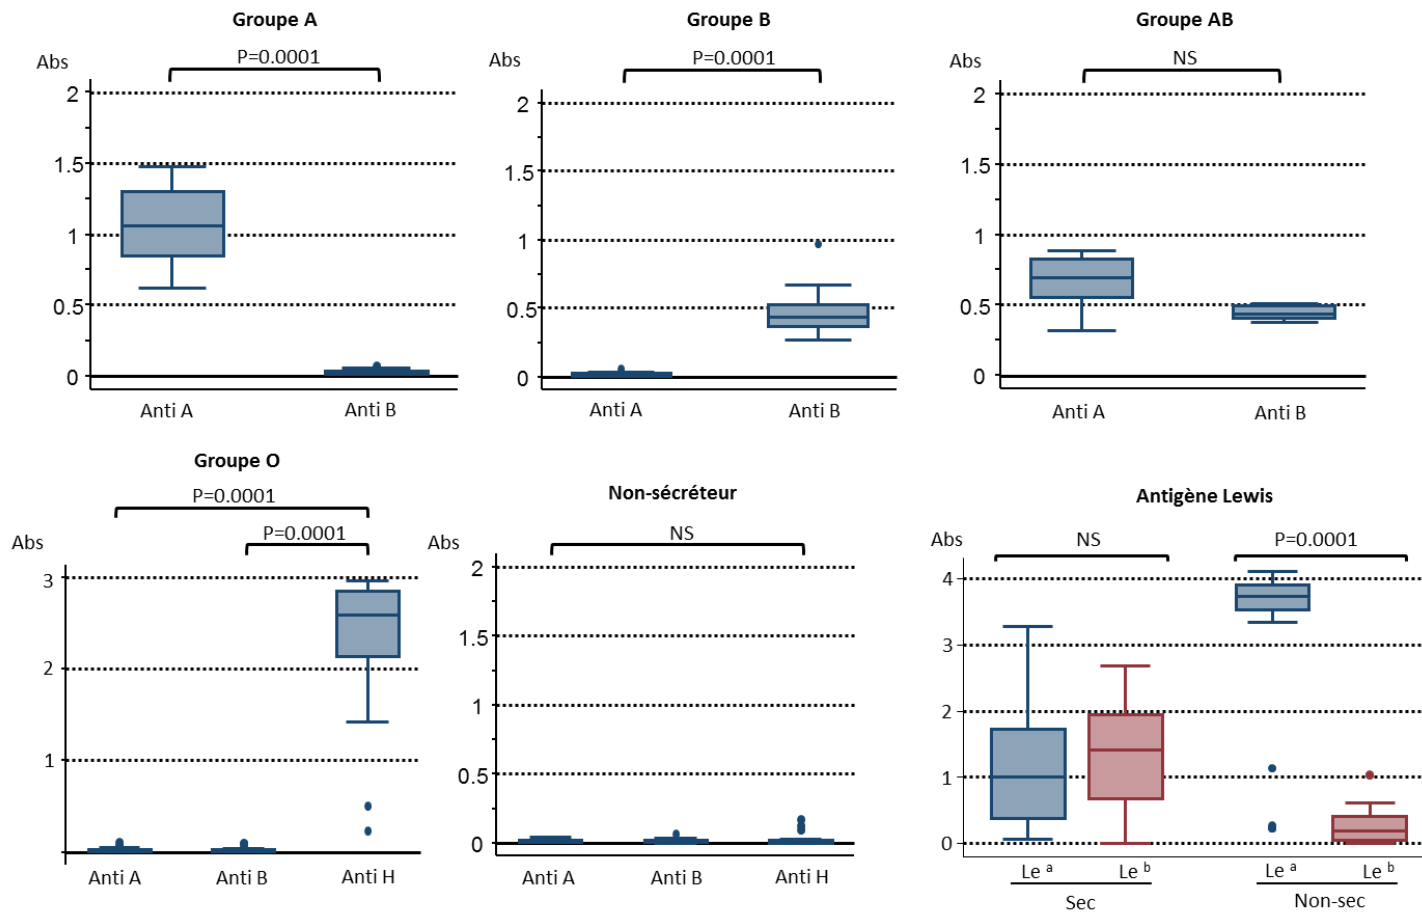 Groupe A
P=0.0001
Abs
2
1.5
1
0.5
0
Anti A Anti B
Groupe B
P=0.0001
Abs
2
1.5
1
0.5
0
Anti A Anti B
Groupe AB
NS
Abs
2
1.5
1
0.5
0
Anti A Anti B
Groupe O
P=0.0001
P=0.0001
Abs
3
2
1
Anti A Anti B Anti H
Non-sécréteur
NS
Abs
2
1.5
1
0.5
0
Anti A Anti B Anti H
Antigène Lewis
NS P=0.0001
Abs
4
3
2
1
0
Le a Le b Le a Le b
Sec Non-sec